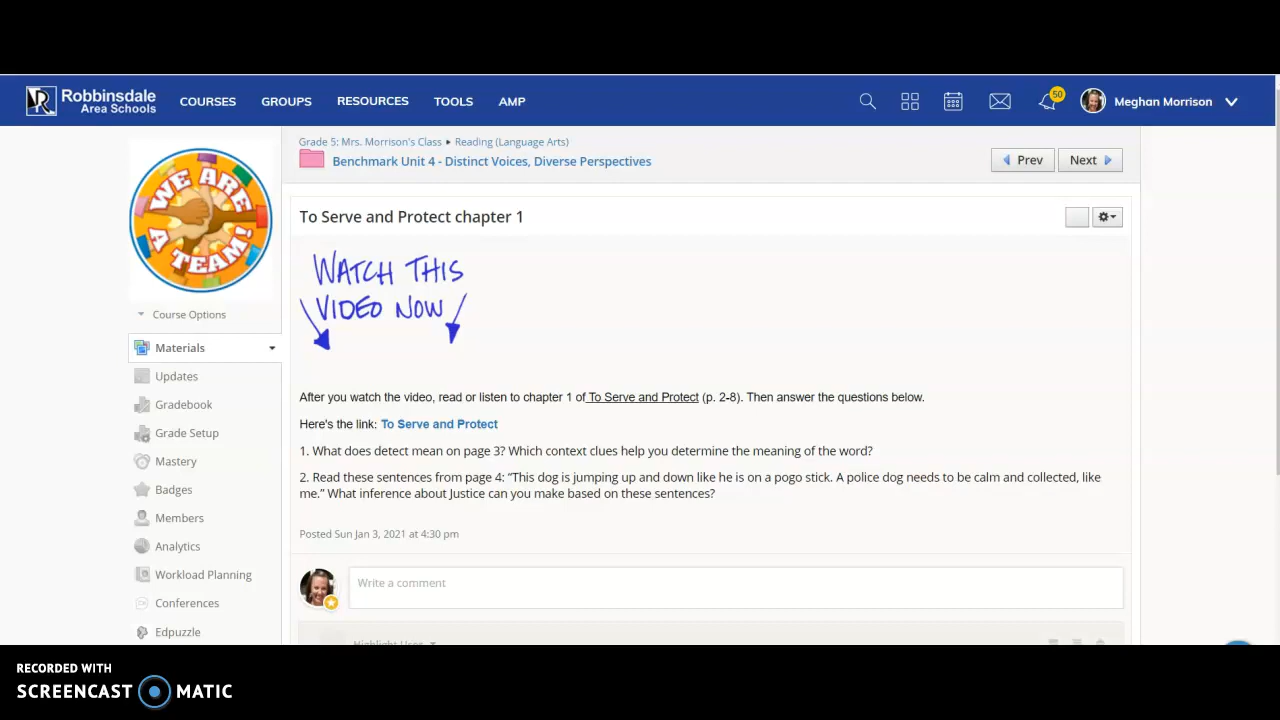 Robbinsdale
Area Schools
COURSES GROUPS RESOURCES TOOLS AMP
50
Meghan Morrison
Grade 5: Mrs. Morrison's Class ▸ Reading (Language Arts)
Benchmark Unit 4 - Distinct Voices, Diverse Perspectives
Prev Next
WE ARE
A TEAM!
Course Options
Materials
Updates
Gradebook
Grade Setup
Mastery
Badges
Members
Analytics
Workload Planning
Conferences
Edpuzzle
To Serve and Protect chapter 1
WATCH THIS
VIDEO NOW
After you watch the video, read or listen to chapter 1 of To Serve and Protect (p. 2-8). Then answer the questions below.
Here's the link: To Serve and Protect
1. What does detect mean on page 3? Which context clues help you determine the meaning of the word?
2. Read these sentences from page 4: “This dog is jumping up and down like he is on a pogo stick. A police dog needs to be calm and collected, like
me.” What inference about Justice can you make based on these sentences?
Posted Sun Jan 3, 2021 at 4:30 pm
Write a comment
RECORDED WITH
SCREENCAST MATIC